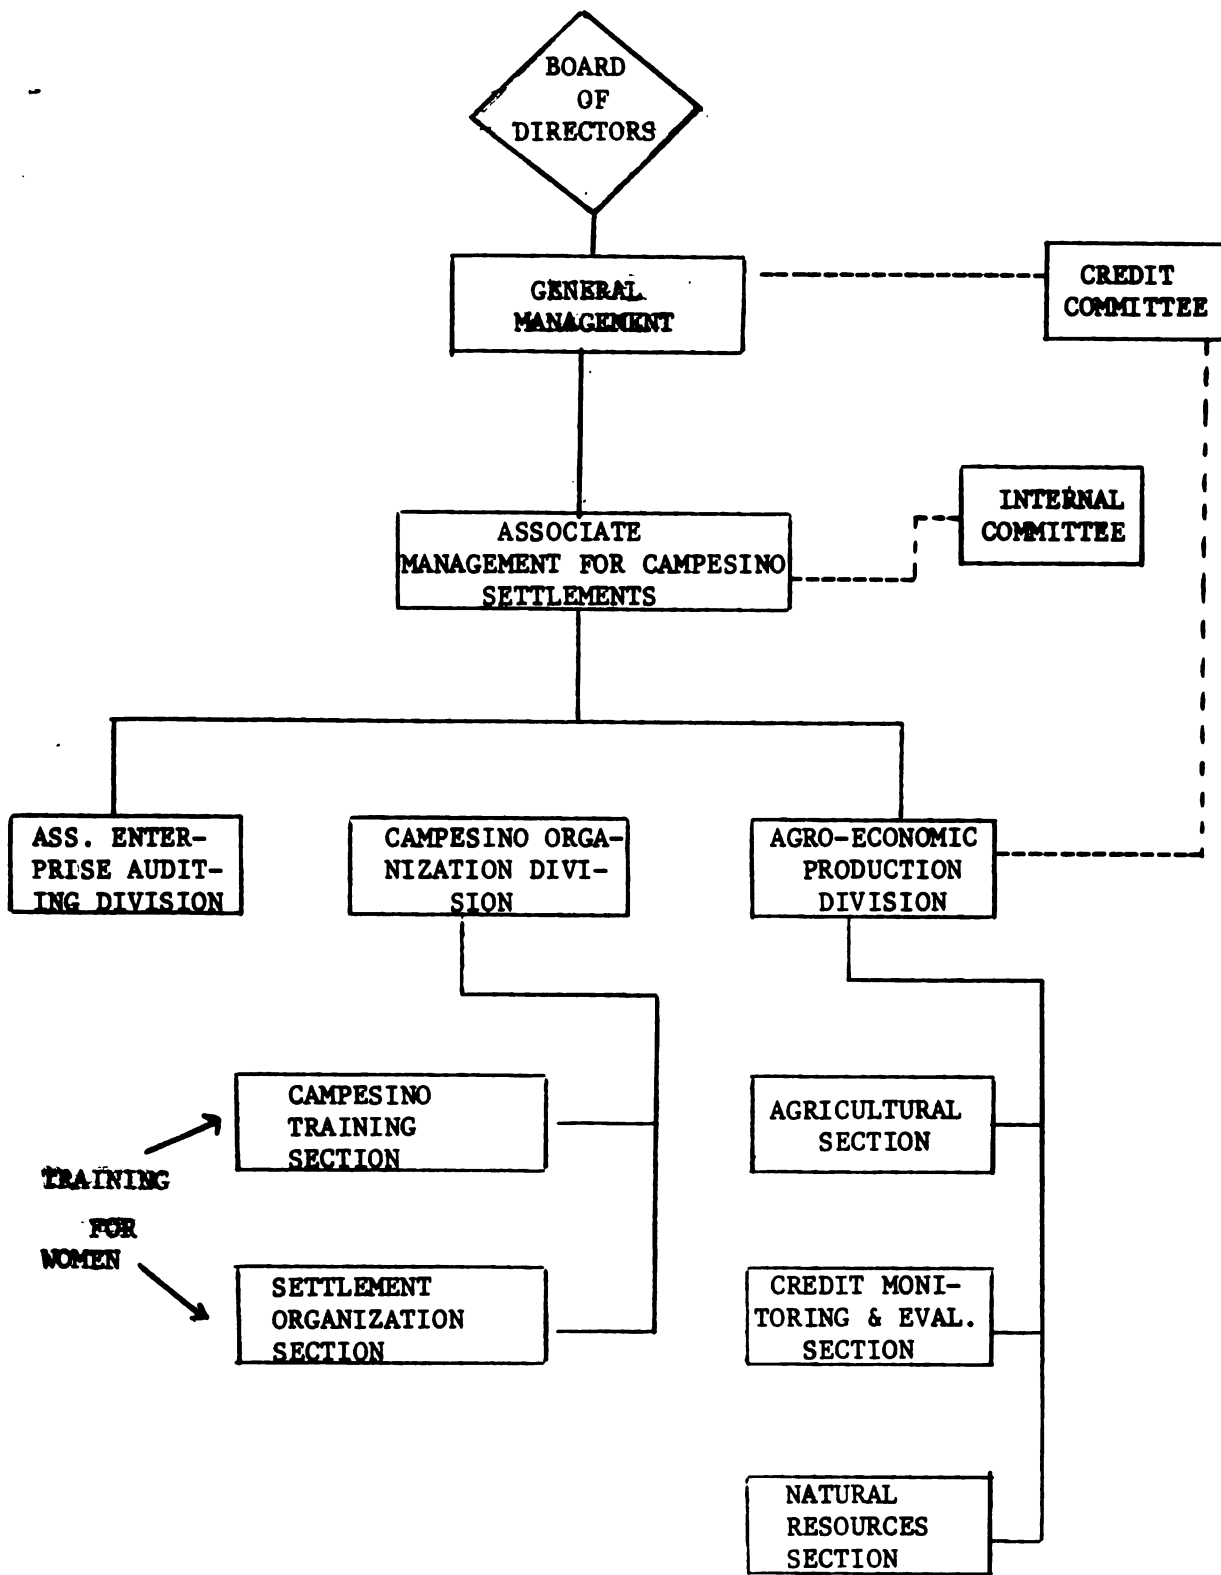 BOARD
OF
DIRECTORS
GENERAL
MANAGEMENT
CREDIT
COMMITTEE
INTERNAL
COMMITTEE
ASSOCIATE
MANAGEMENT FOR CAMPESINO
SETTLEMENTS
ASS. ENTER-
PRISE AUDIT-
ING DIVISION
CAMPESINO ORGA-
NIZATION DIVI-
SION
AGRO-ECONOMIC
PRODUCTION
DIVISION
CAMPESINO
TRAINING
SECTION
AGRICULTURAL
SECTION
TRAINING
FOR
WOMEN
SETTLEMENT
ORGANIZATION
SECTION
CREDIT MONI-
TORING & EVAL.
SECTION
NATURAL
RESOURCES
SECTION